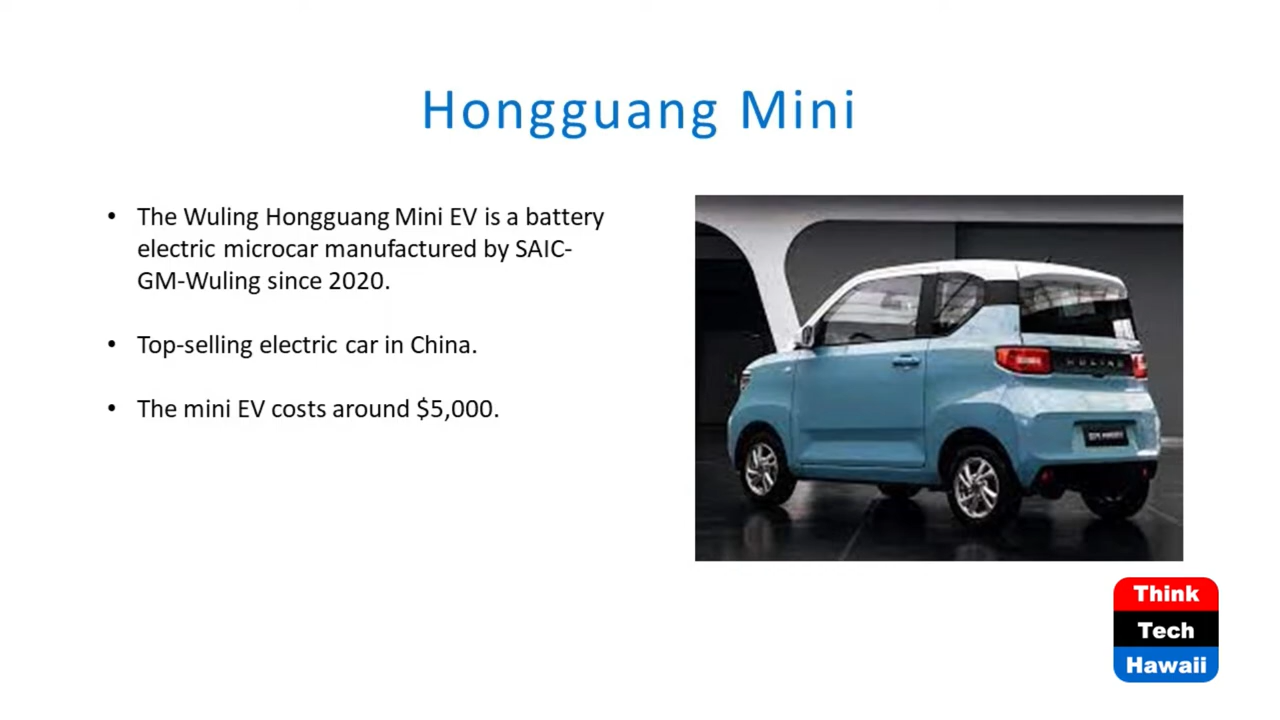 Hongguang Mini
• The Wuling Hongguang Mini EV is a battery
electric microcar manufactured by SAIC-
GM-Wuling since 2020.
• Top-selling electric car in China.
• The mini EV costs around $5,000.
WULING
Think
Tech
Hawaii